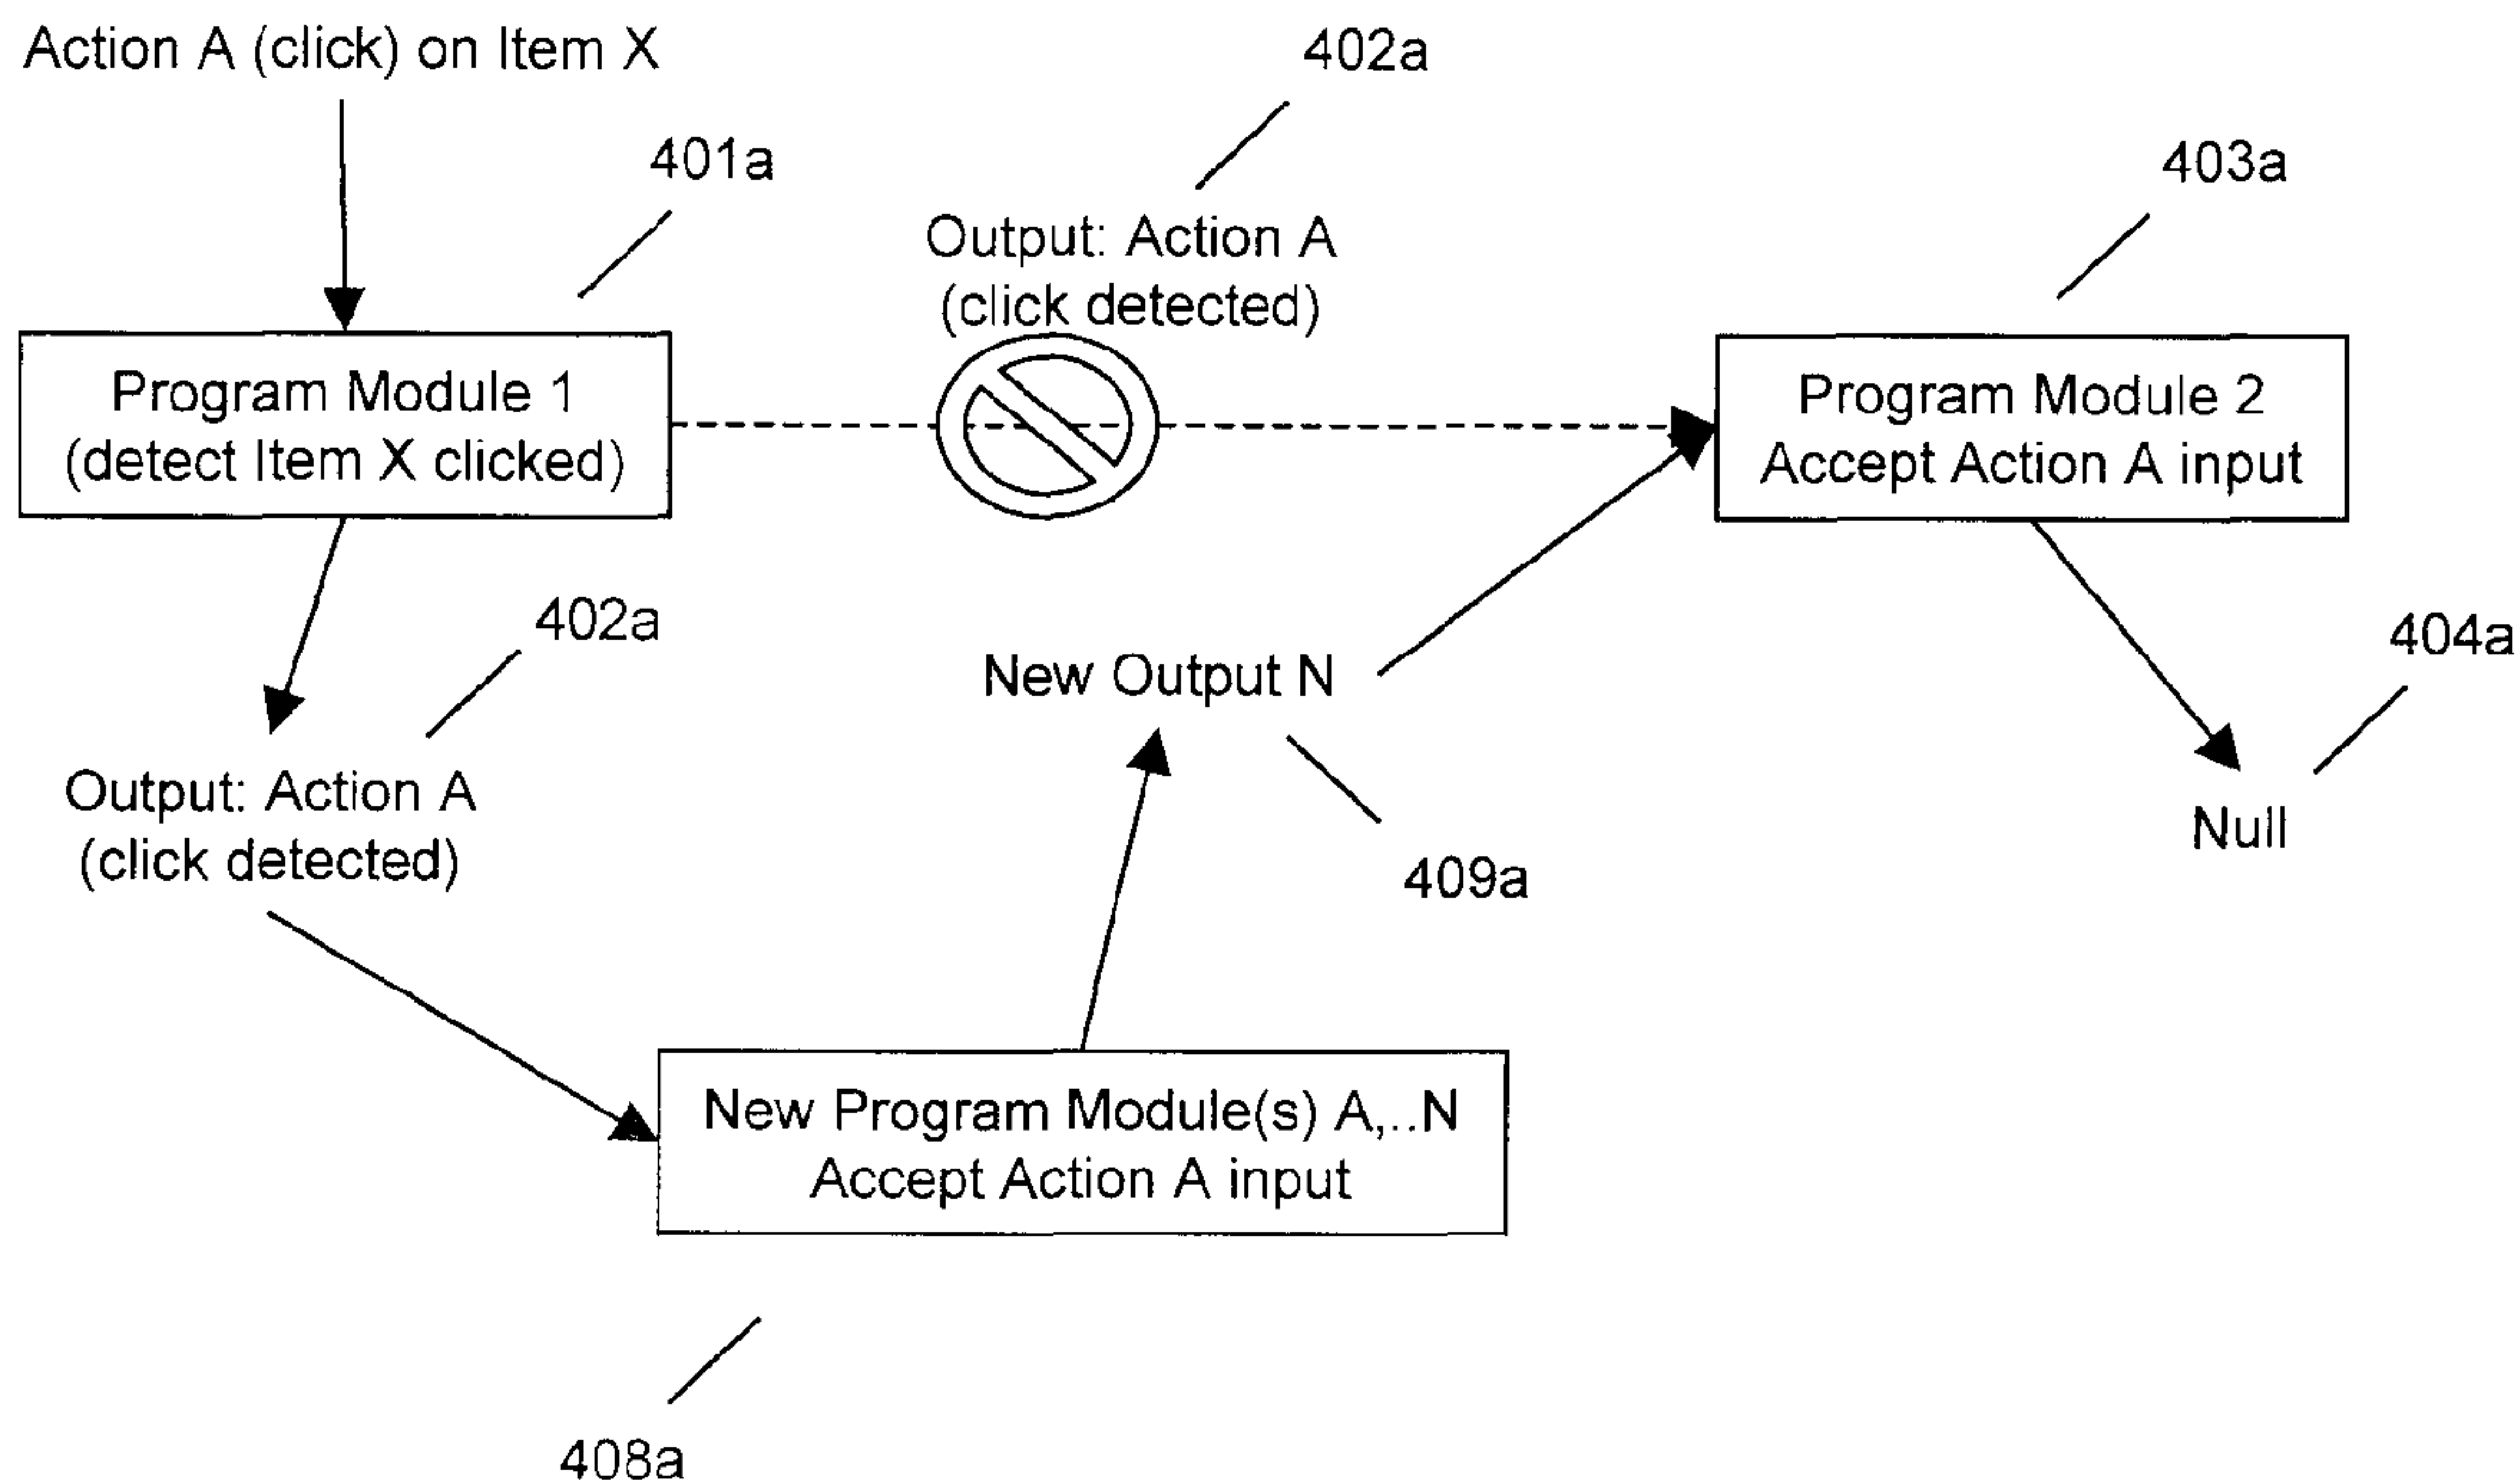 Action A (click) on Item X
402a
401a
403a
Output: Action A
(click detected)
Program Module 1
(detect Item X clicked)
Program Module 2
Accept Action A input
402a
404a
New Output N
Output: Action A
(click detected)
Null
409a
New Program Module(s) A,..N
Accept Action A input
408a